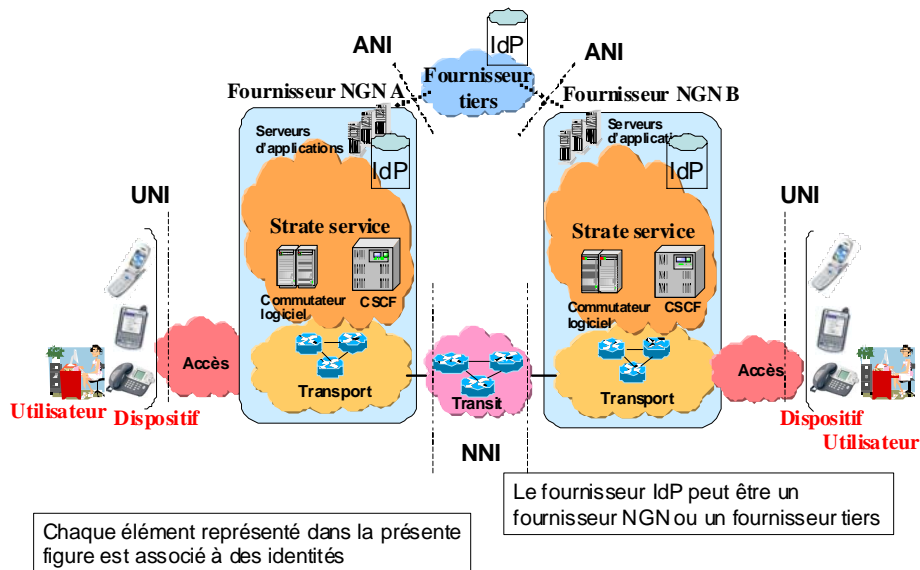 IdP
ANI
ANI
Fournisseur
tiers
Fournisseur NGN A
Fournisseur NGN B
Serveurs
d'applications
IdP
Serveurs
d'applicati
IdP
UNI
UNI
Strate service
Strate service
Commutateur
logiciel
CSCF
Commutateur
logiciel
CSCF
Accès
Transport
Transit
Transport
Accès
Utilisateur
Dispositif
Dispositif
Utilisateur
NNI
Le fournisseur IdP peut être un
fournisseur NGN ou un fournisseur tiers
Chaque élément représenté dans la présente
figure est associé à des identités